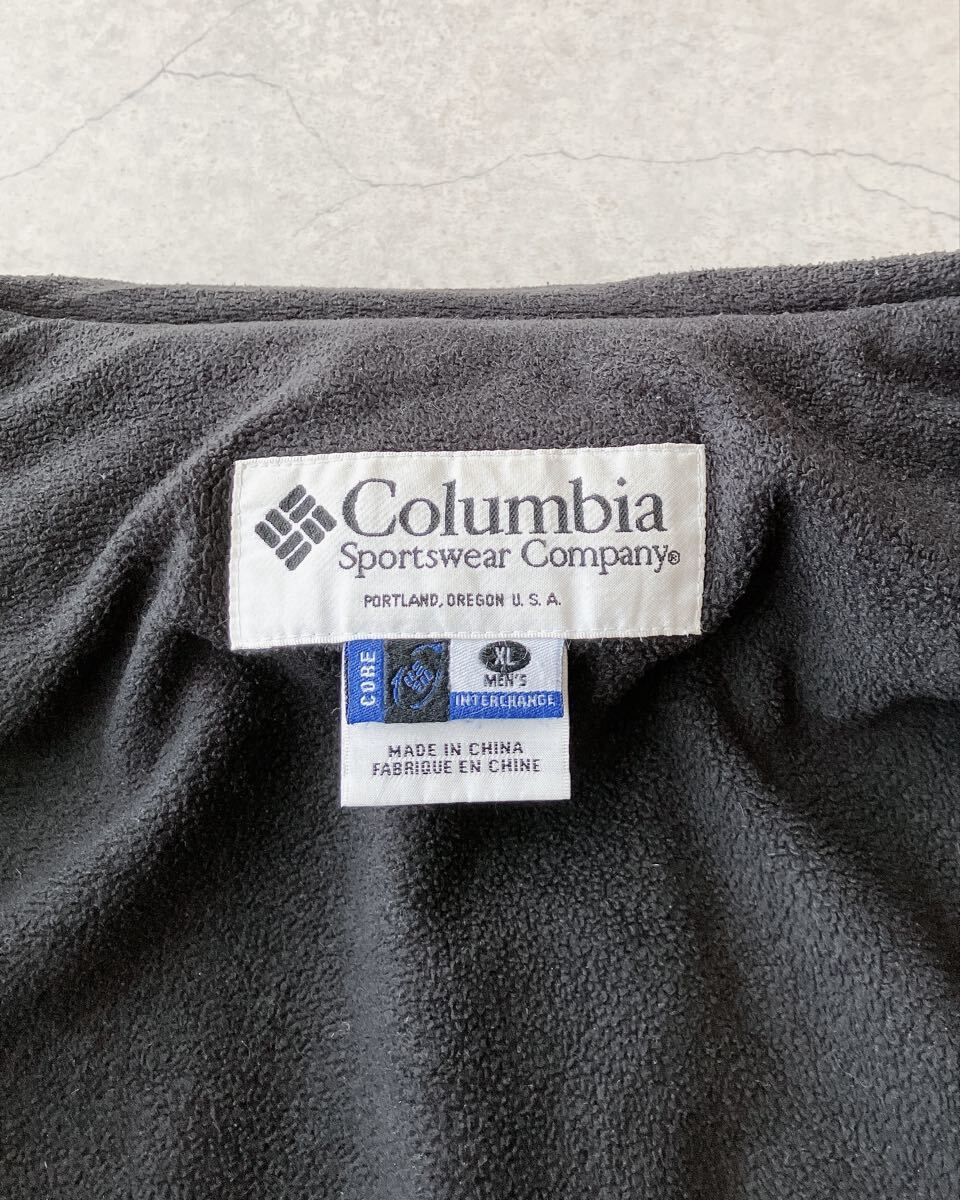 Columbia
Sportswear Company®
PORTLAND, OREGON U.S.A.
CORE
XL
MEN'S
INTERCHANGE
MADE IN CHINA
FABRIQUE EN CHINE